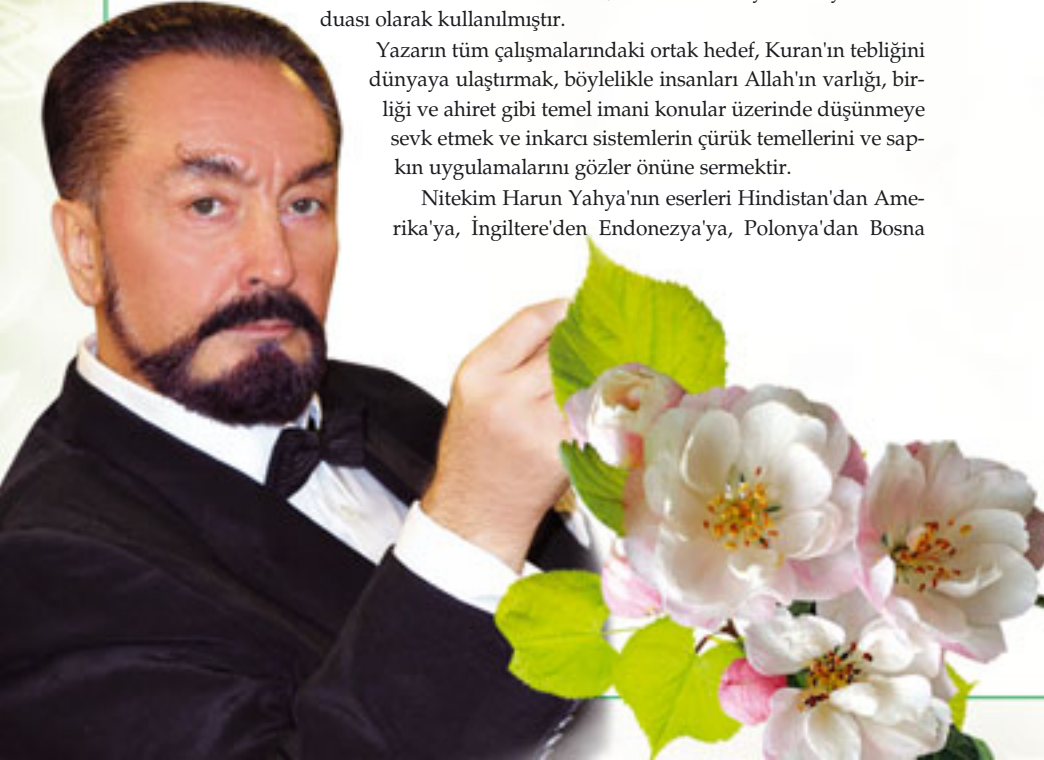 duası olarak kullanılmıştır.
Yazarın tüm çalışmalarındaki ortak hedef, Kuran'ın tebliğini
dünyaya ulaştırmak, böylelikle insanları Allah'ın varlığı, bir-
liği ve ahiret gibi temel imani konular üzerinde düşünmeye
sevk etmek ve inkarcı sistemlerin çürük temellerini ve sap-
kın uygulamalarını gözler önüne sermektir.
Nitekim Harun Yahya'nın eserleri Hindistan'dan Ame-
rika'ya, İngiltere'den Endonezya'ya, Polonya'dan Bosna